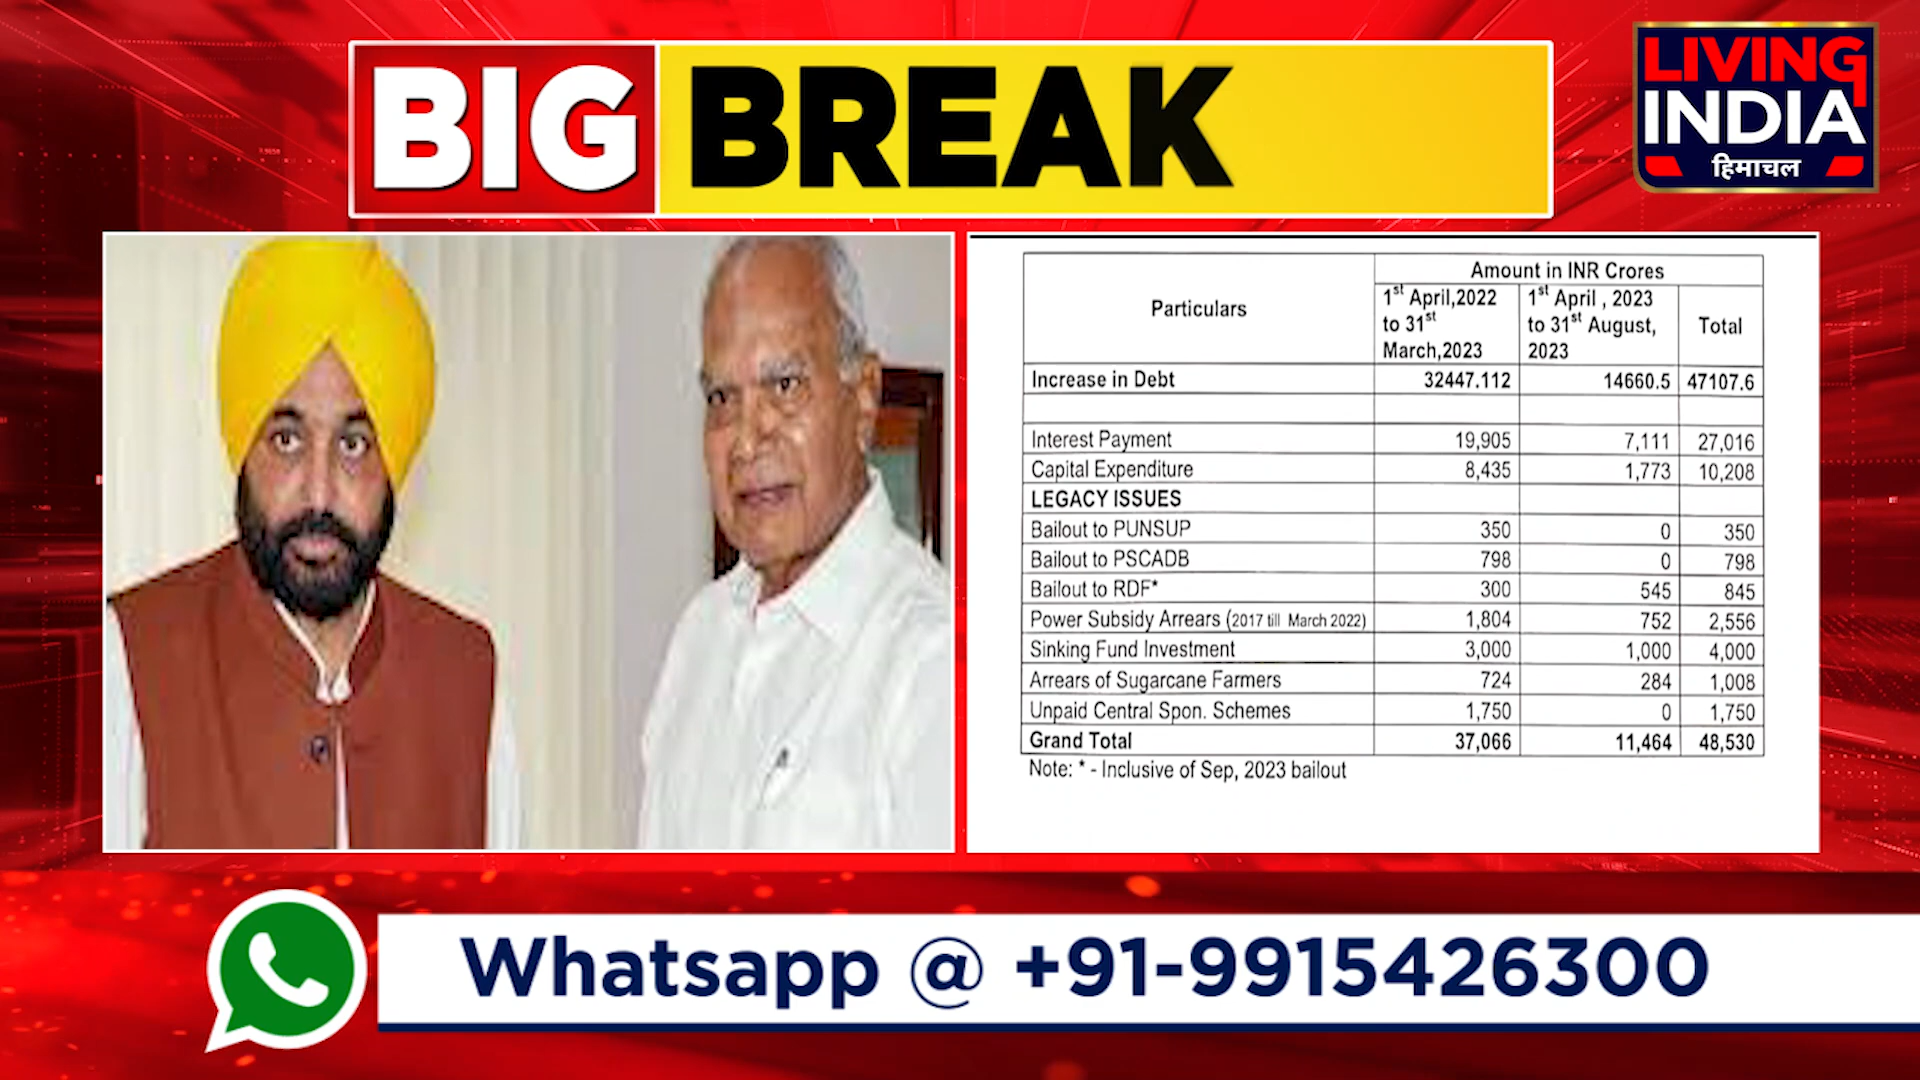 BIG BREAK
LIVING
INDIA
हिमाचल
Particulars
Amount in INR Crores
1st April,2022
to 31st
March,2023
1st April , 2023
to 31st August,
2023
Total
Increase in Debt 32447.112 14660.5 47107.6
Interest Payment 19,905 7,111 27,016
Capital Expenditure 8,435 1,773 10,208
LEGACY ISSUES
Bailout to PUNSUP 350 0 350
Bailout to PSCADB 798 0 798
Bailout to RDF* 300 545 845
Power Subsidy Arrears (2017 till March 2022) 1,804 752 2,556
Sinking Fund Investment 3,000 1,000 4,000
Arrears of Sugarcane Farmers 724 284 1,008
Unpaid Central Spon. Schemes 1,750 0 1,750
Grand Total 37,066 11,464 48,530
Note: * - Inclusive of Sep, 2023 bailout
Whatsapp @ +91-9915426300